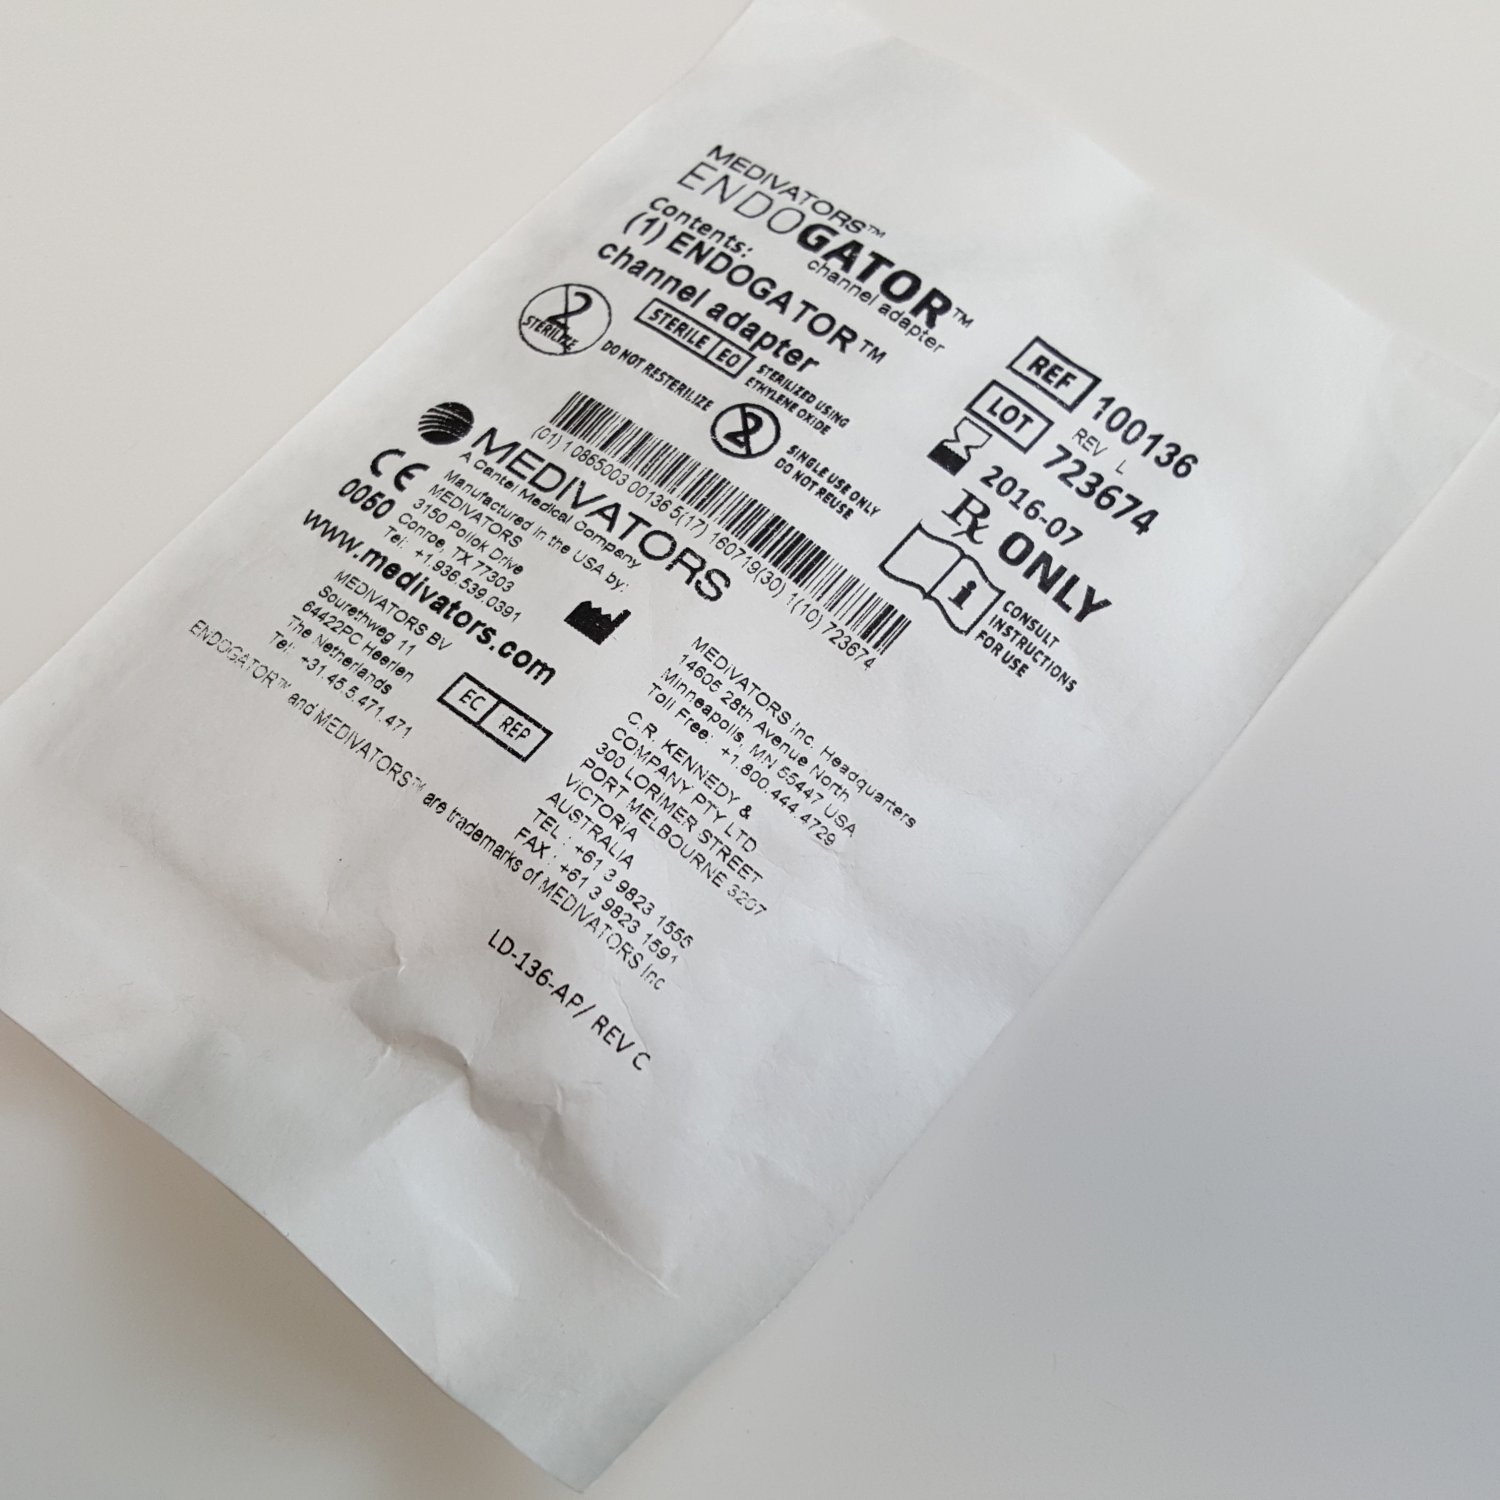 MEDIVATORS™
ENDOGATOR™
channel adapter
Contents:
(1) ENDOGATOR™
channel adapter
REF 100136
REV L
LOT 723674
2016-07
Rx ONLY
2
STERILIZE
DO NOT RESTERILIZE
STERILE EO
STERILIZED USING
ETHYLENE OXIDE
2
SINGLE USE ONLY
DO NOT REUSE
i
CONSULT
INSTRUCTIONS
FOR USE
(01) 1 0865003 00136 5(17) 160719(30) 1(10) 723674
MEDIVATORS
A Cantel Medical Company
CE
0050
Manufactured in the USA by:
MEDIVATORS
3150 Pollok Drive
Conroe, TX 77303
Tel: +1.936.539.0391
www.medivators.com
MEDIVATORS BV
Sourethweg 11
64422PC Heerlen
The Netherlands
Tel: +31.45.5.471.471
EC REP
MEDIVATORS Inc. Headquarters
14605 28th Avenue North
Minneapolis, MN 55447 USA
Toll Free: +1.800.444.4729
C.R. KENNEDY &
COMPANY PTY LTD
300 LORIMER STREET
PORT MELBOURNE 3207
VICTORIA
AUSTRALIA
TEL : +61 3 9823 1555
FAX : +61 3 9823 1591
ENDOGATOR™ and MEDIVATORS™ are trademarks of MEDIVATORS Inc
LD-136-AP/ REV C